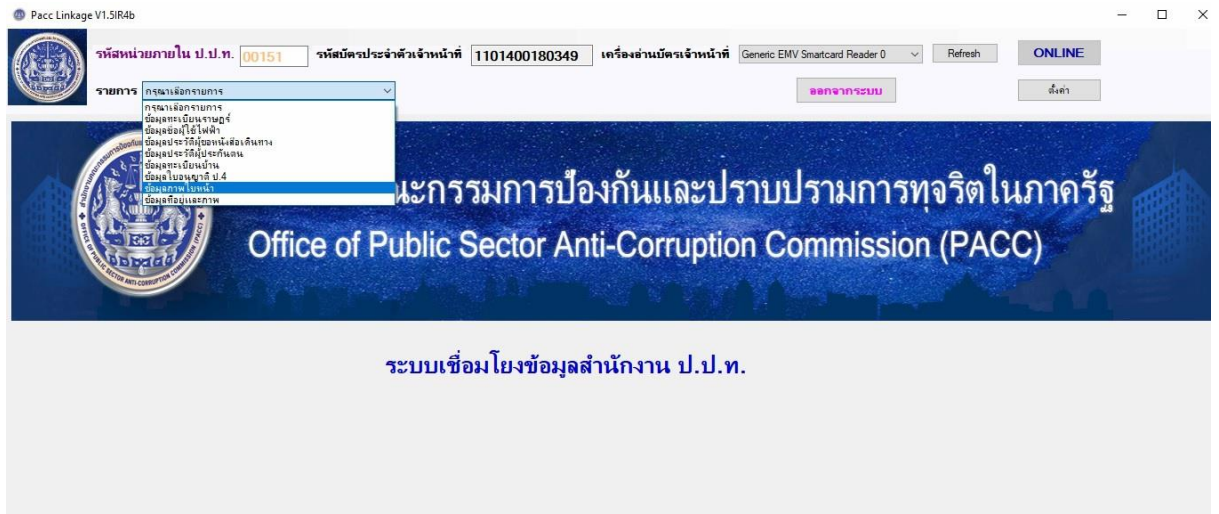 Pacc Linkage V1.5IR4b
รหัสหน่วยภายใน ป.ป.ท. 00151 รหัสบัตรประจำตัวเจ้าหน้าที่ 1101400180349 เครื่องอ่านบัตรเจ้าหน้าที่ Generic EMV Smartcard Reader 0 Refresh ONLINE
รายการ กรุณาเลือกรายการ ออกจากระบบ ตั้งค่า
กรุณาเลือกรายการ
ข้อมูลทะเบียนราษฎร์
ข้อมูลชื่อผู้ใช้ไฟฟ้า
ข้อมูลประวัติผู้ขอหนังสือเดินทาง
ข้อมูลประวัติผู้ประกันตน
ข้อมูลทะเบียนบ้าน
ข้อมูลใบอนุญาติ ป.4
ข้อมูลภาพใบหน้า
ข้อมูลที่อยู่และภาพ
ณะกรรมการป้องกันและปราบปรามการทุจริตในภาครัฐ
Office of Public Sector Anti-Corruption Commission (PACC)
ระบบเชื่อมโยงข้อมูลสำนักงาน ป.ป.ท.